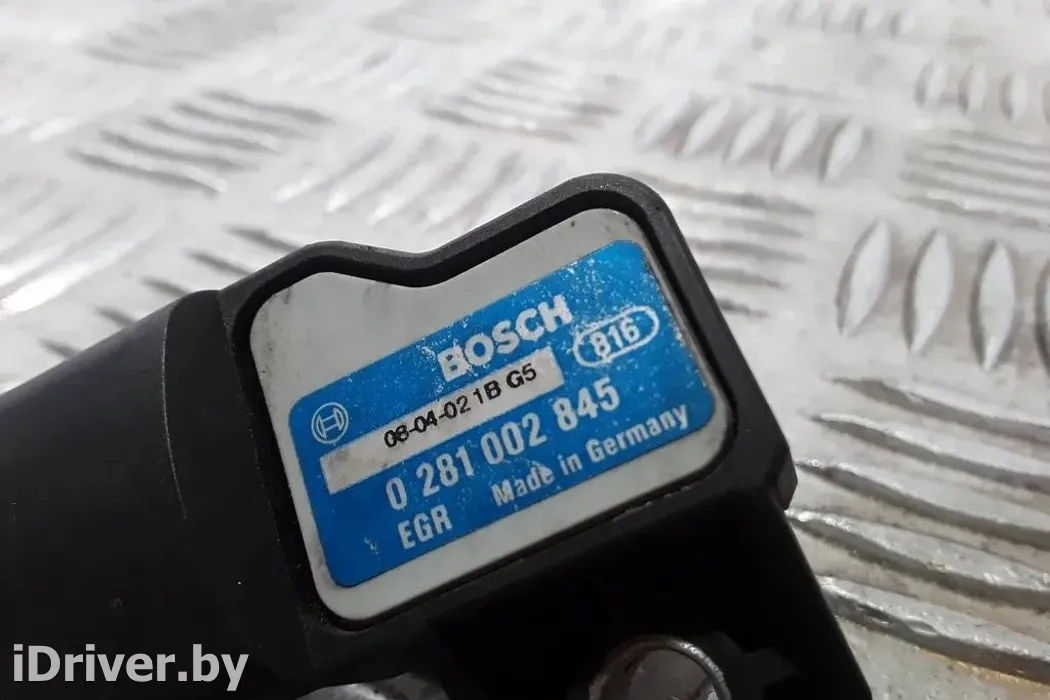 BOSCH
816
08-04-02 1B G5
0 281 002 845
EGR Made in Germany
iDriver.by